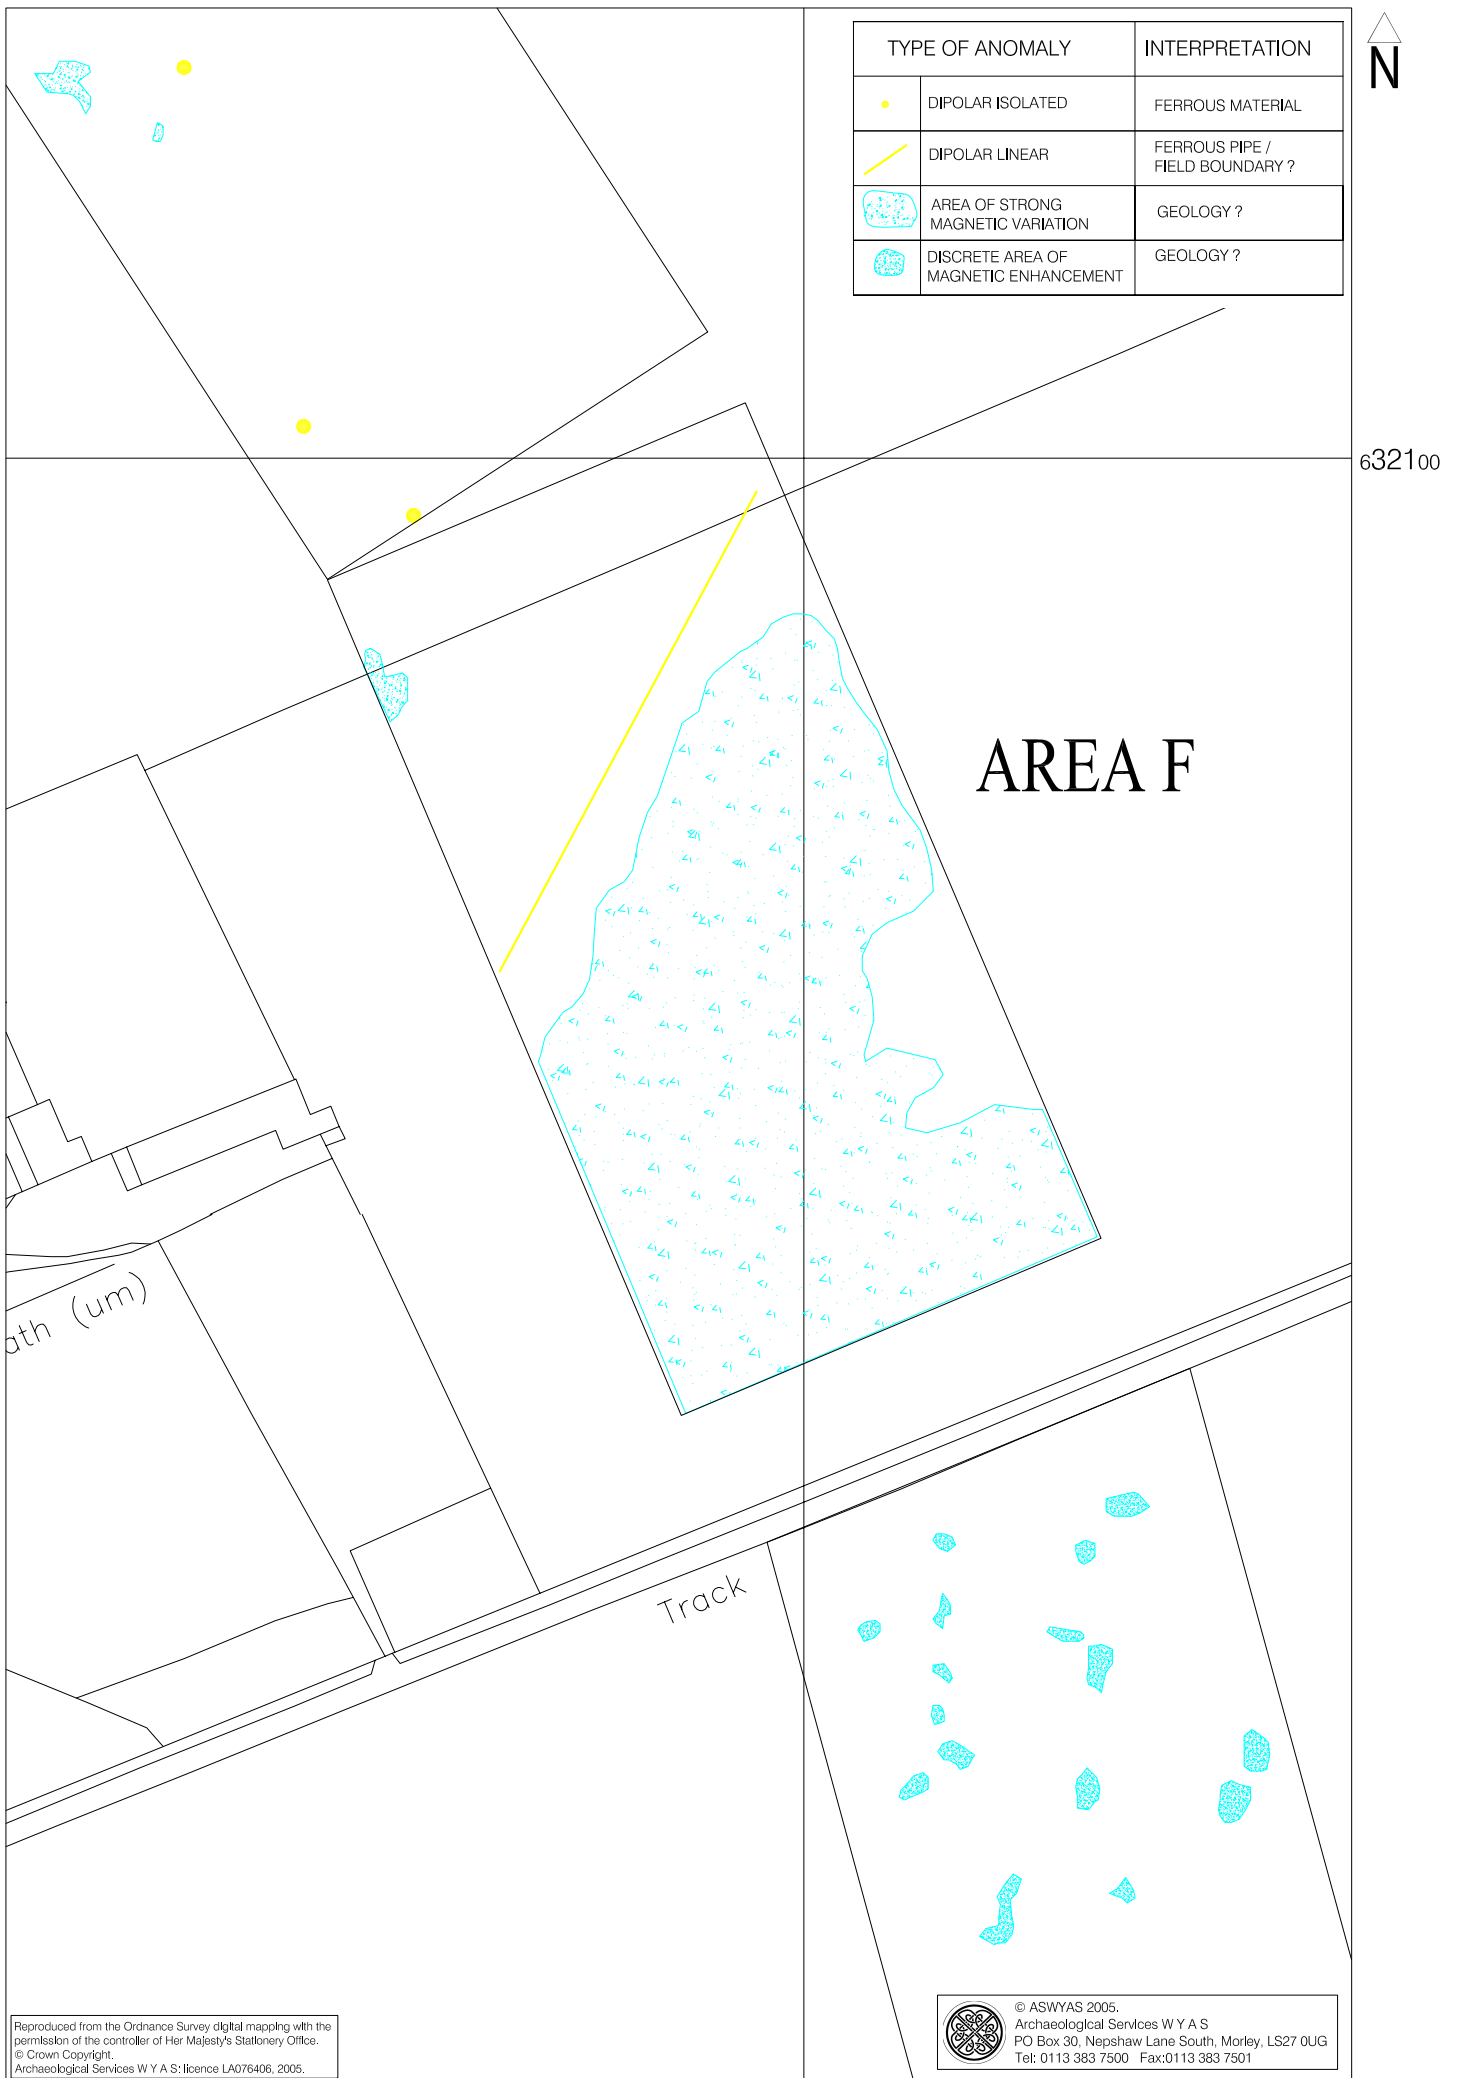 TYPE OF ANOMALY
INTERPRETATION
N
DIPOLAR ISOLATED
FERROUS MATERIAL
DIPOLAR LINEAR
FERROUS PIPE /
FIELD BOUNDARY ?
AREA OF STRONG
MAGNETIC VARIATION
GEOLOGY ?
DISCRETE AREA OF
MAGNETIC ENHANCEMENT
GEOLOGY ?
632100
AREA F
ath (um)
Track
Reproduced from the Ordnance Survey digital mapping with the
permission of the controller of Her Majesty's Stationery Office.
© Crown Copyright.
Archaeological Services W Y A S: licence LA076406, 2005.
© ASWYAS 2005.
Archaeological Services W Y A S
PO Box 30, Nepshaw Lane South, Morley, LS27 0UG
Tel: 0113 383 7500 Fax:0113 383 7501